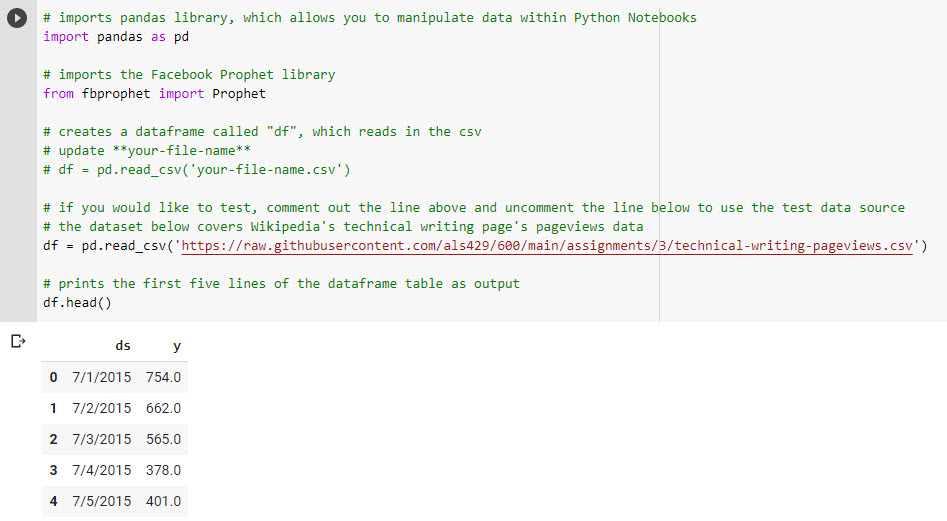 # imports pandas library, which allows you to manipulate data within Python Notebooks
import pandas as pd
# imports the Facebook Prophet library
from fbprophet import Prophet
# creates a dataframe called "df", which reads in the csv
# update **your-file-name**
# df = pd.read_csv('your-file-name.csv')
# if you would like to test, comment out the line above and uncomment the line below to use the test data source
# the dataset below covers Wikipedia's technical writing page's pageviews data
df = pd.read_csv('https://raw.githubusercontent.com/als429/600/main/assignments/3/technical-writing-pageviews.csv')
# prints the first five lines of the dataframe table as output
df.head()
ds y
0 7/1/2015 754.0
1 7/2/2015 662.0
2 7/3/2015 565.0
3 7/4/2015 378.0
4 7/5/2015 401.0